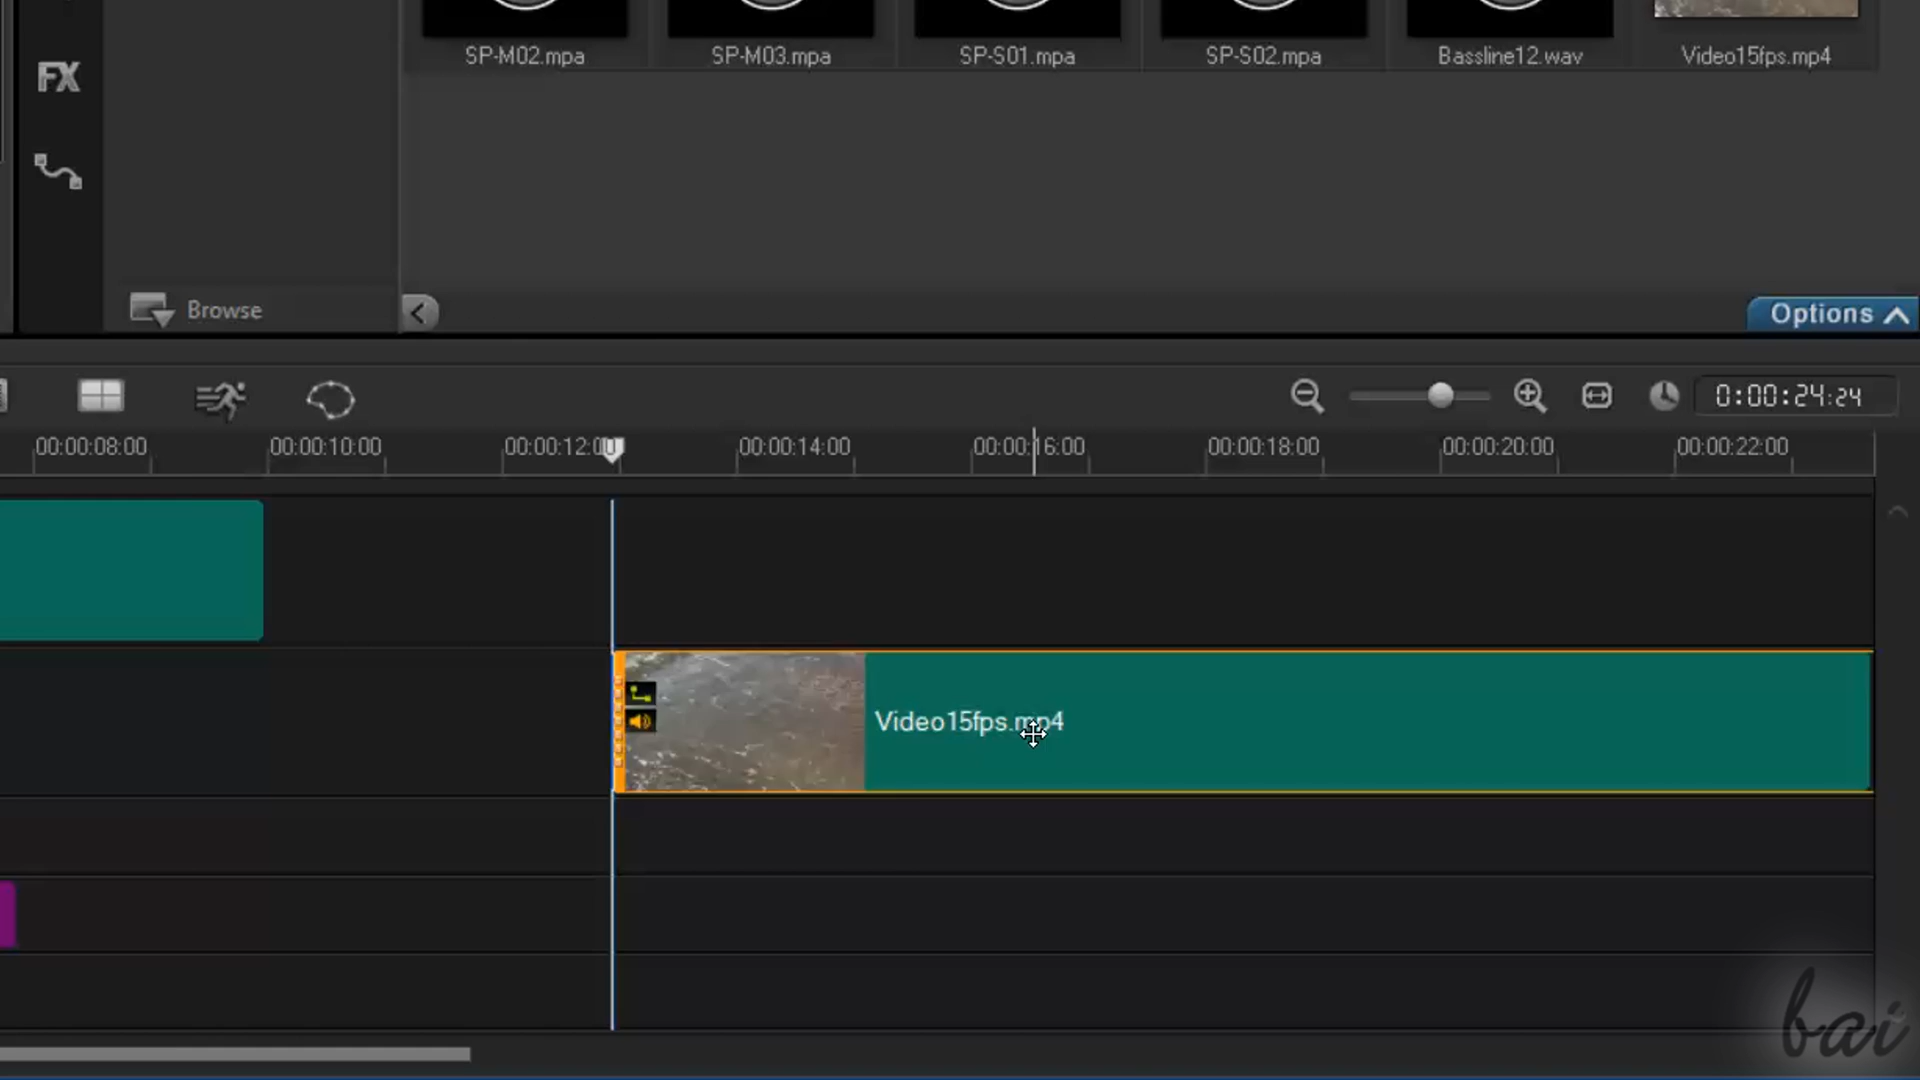 SP-M02.mpa SP-M03.mpa SP-S01.mpa SP-S02.mpa Bassline12.wav Video15fps.mp4
FX
Browse
Options
0:00:24:24
00:00:08:00 00:00:10:00 00:00:12:00 00:00:14:00 00:00:16:00 00:00:18:00 00:00:20:00 00:00:22:00
Video15fps.mp4
bai